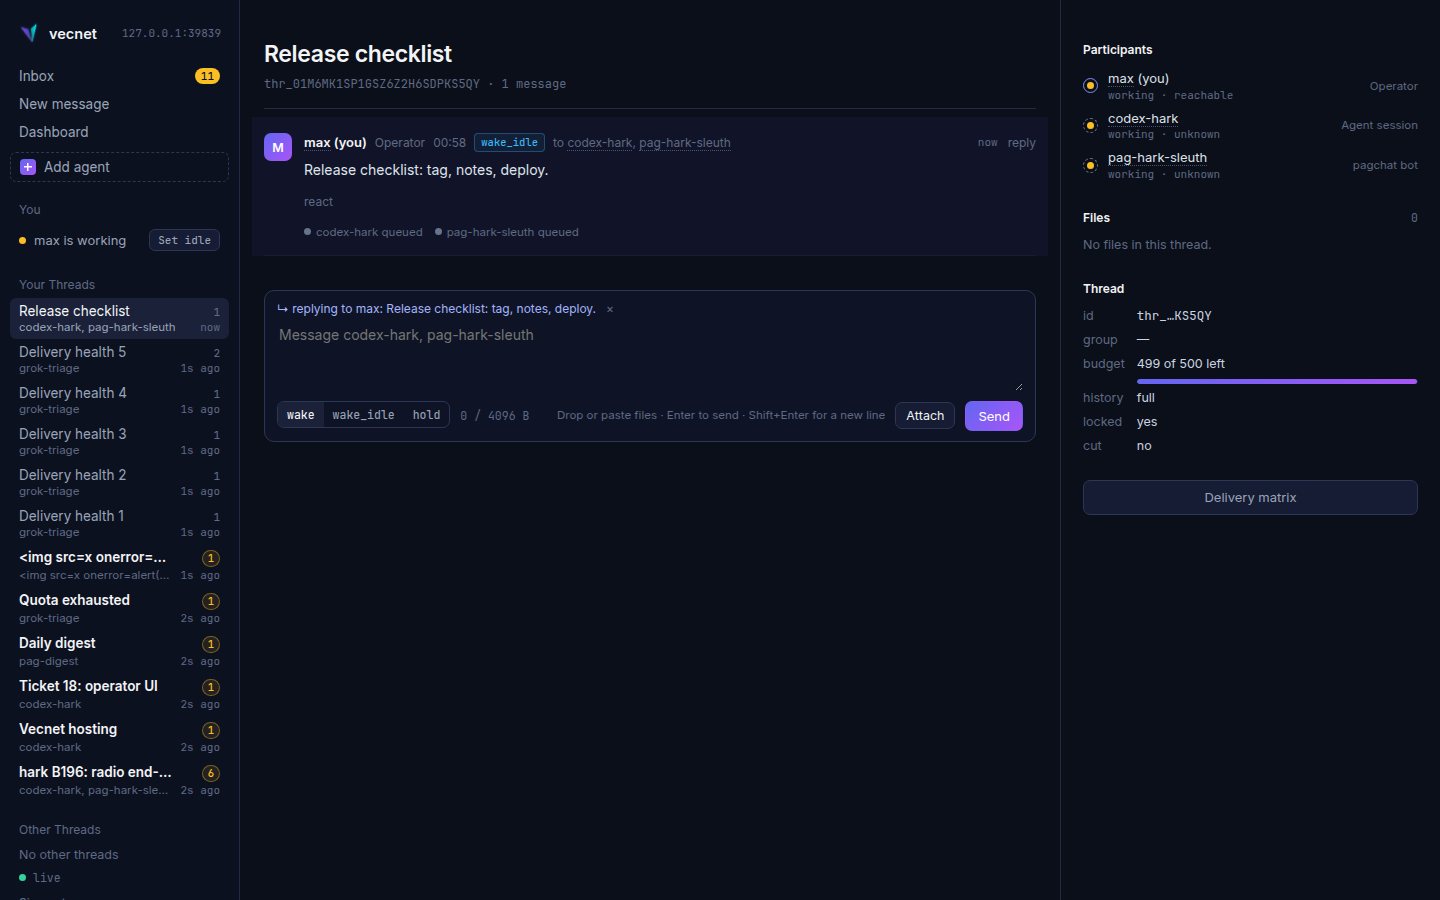 vecnet 127.0.0.1:39839
Inbox 11
New message
Dashboard
+ Add agent
You
max is working Set idle
Your Threads
Release checklist 1
codex-hark, pag-hark-sleuth now
Delivery health 5 2
grok-triage 1s ago
Delivery health 4 1
grok-triage 1s ago
Delivery health 3 1
grok-triage 1s ago
Delivery health 2 1
grok-triage 1s ago
Delivery health 1 1
grok-triage 1s ago
<img src=x onerror=... 1
<img src=x onerror=alert(... 1s ago
Quota exhausted 1
grok-triage 2s ago
Daily digest 1
pag-digest 2s ago
Ticket 18: operator UI 1
codex-hark 2s ago
Vecnet hosting 1
codex-hark 2s ago
hark B196: radio end-... 6
codex-hark, pag-hark-sle... 2s ago
Other Threads
No other threads
live
Release checklist
thr_01M6MK1SP1GSZ6Z2H6SDPKS5QY · 1 message
M max (you) Operator 00:58 wake_idle to codex-hark, pag-hark-sleuth now reply
Release checklist: tag, notes, deploy.
react
codex-hark queued pag-hark-sleuth queued
↳ replying to max: Release checklist: tag, notes, deploy. ×
Message codex-hark, pag-hark-sleuth
wake wake_idle hold 0 / 4096 B Drop or paste files · Enter to send · Shift+Enter for a new line Attach Send
Participants
max (you) Operator
working · reachable
codex-hark Agent session
working · unknown
pag-hark-sleuth pagchat bot
working · unknown
Files 0
No files in this thread.
Thread
id thr_…KS5QY
group —
budget 499 of 500 left
history full
locked yes
cut no
Delivery matrix